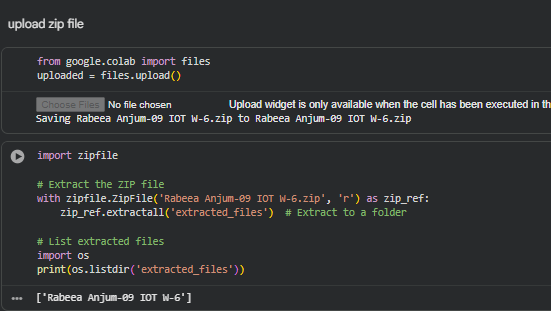 upload zip file
from google.colab import files
uploaded = files.upload()
Choose Files No file chosen Upload widget is only available when the cell has been executed in th
Saving Rabeea Anjum-09 IOT W-6.zip to Rabeea Anjum-09 IOT W-6.zip
import zipfile
# Extract the ZIP file
with zipfile.ZipFile('Rabeea Anjum-09 IOT W-6.zip', 'r') as zip_ref:
    zip_ref.extractall('extracted_files')  # Extract to a folder
# List extracted files
import os
print(os.listdir('extracted_files'))
['Rabeea Anjum-09 IOT W-6']